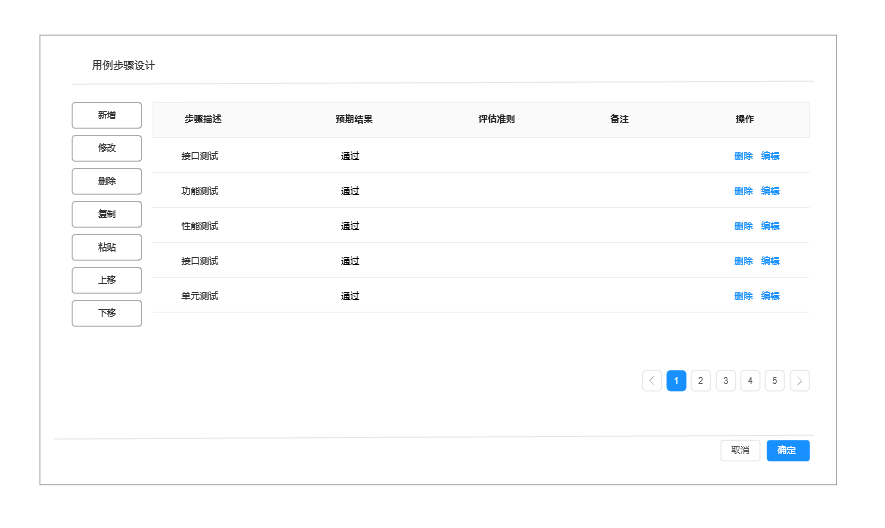 用例步骤设计
新增
修改
删除
复制
粘贴
上移
下移
步骤描述 预期结果 评估准则 备注 操作
接口测试 通过 删除 编辑
功能测试 通过 删除 编辑
性能测试 通过 删除 编辑
接口测试 通过 删除 编辑
单元测试 通过 删除 编辑
1 2 3 4 5
取消 确定